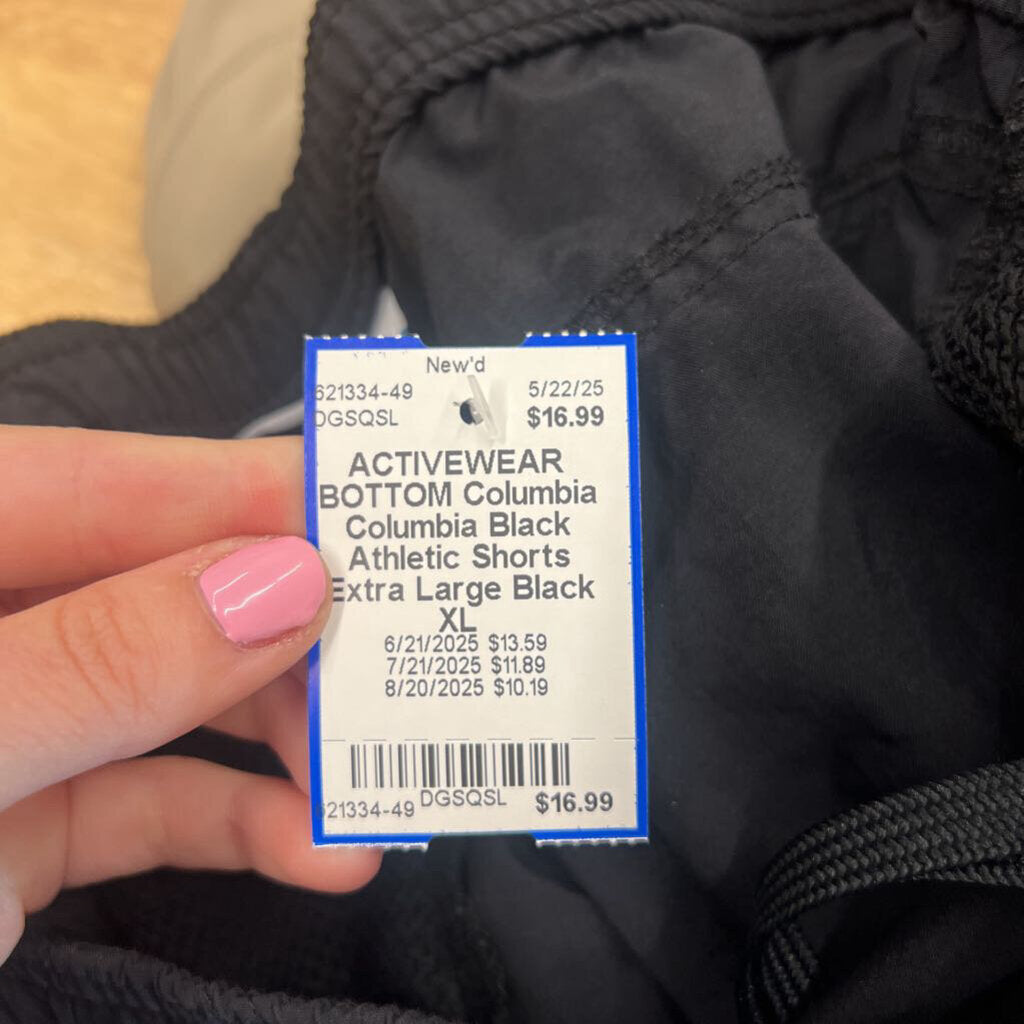 New'd
621334-49 5/22/25
DGSQSL $16.99
ACTIVEWEAR
BOTTOM Columbia
Columbia Black
Athletic Shorts
Extra Large Black
XL
6/21/2025 $13.59
7/21/2025 $11.89
8/20/2025 $10.19
621334-49 DGSQSL $16.99